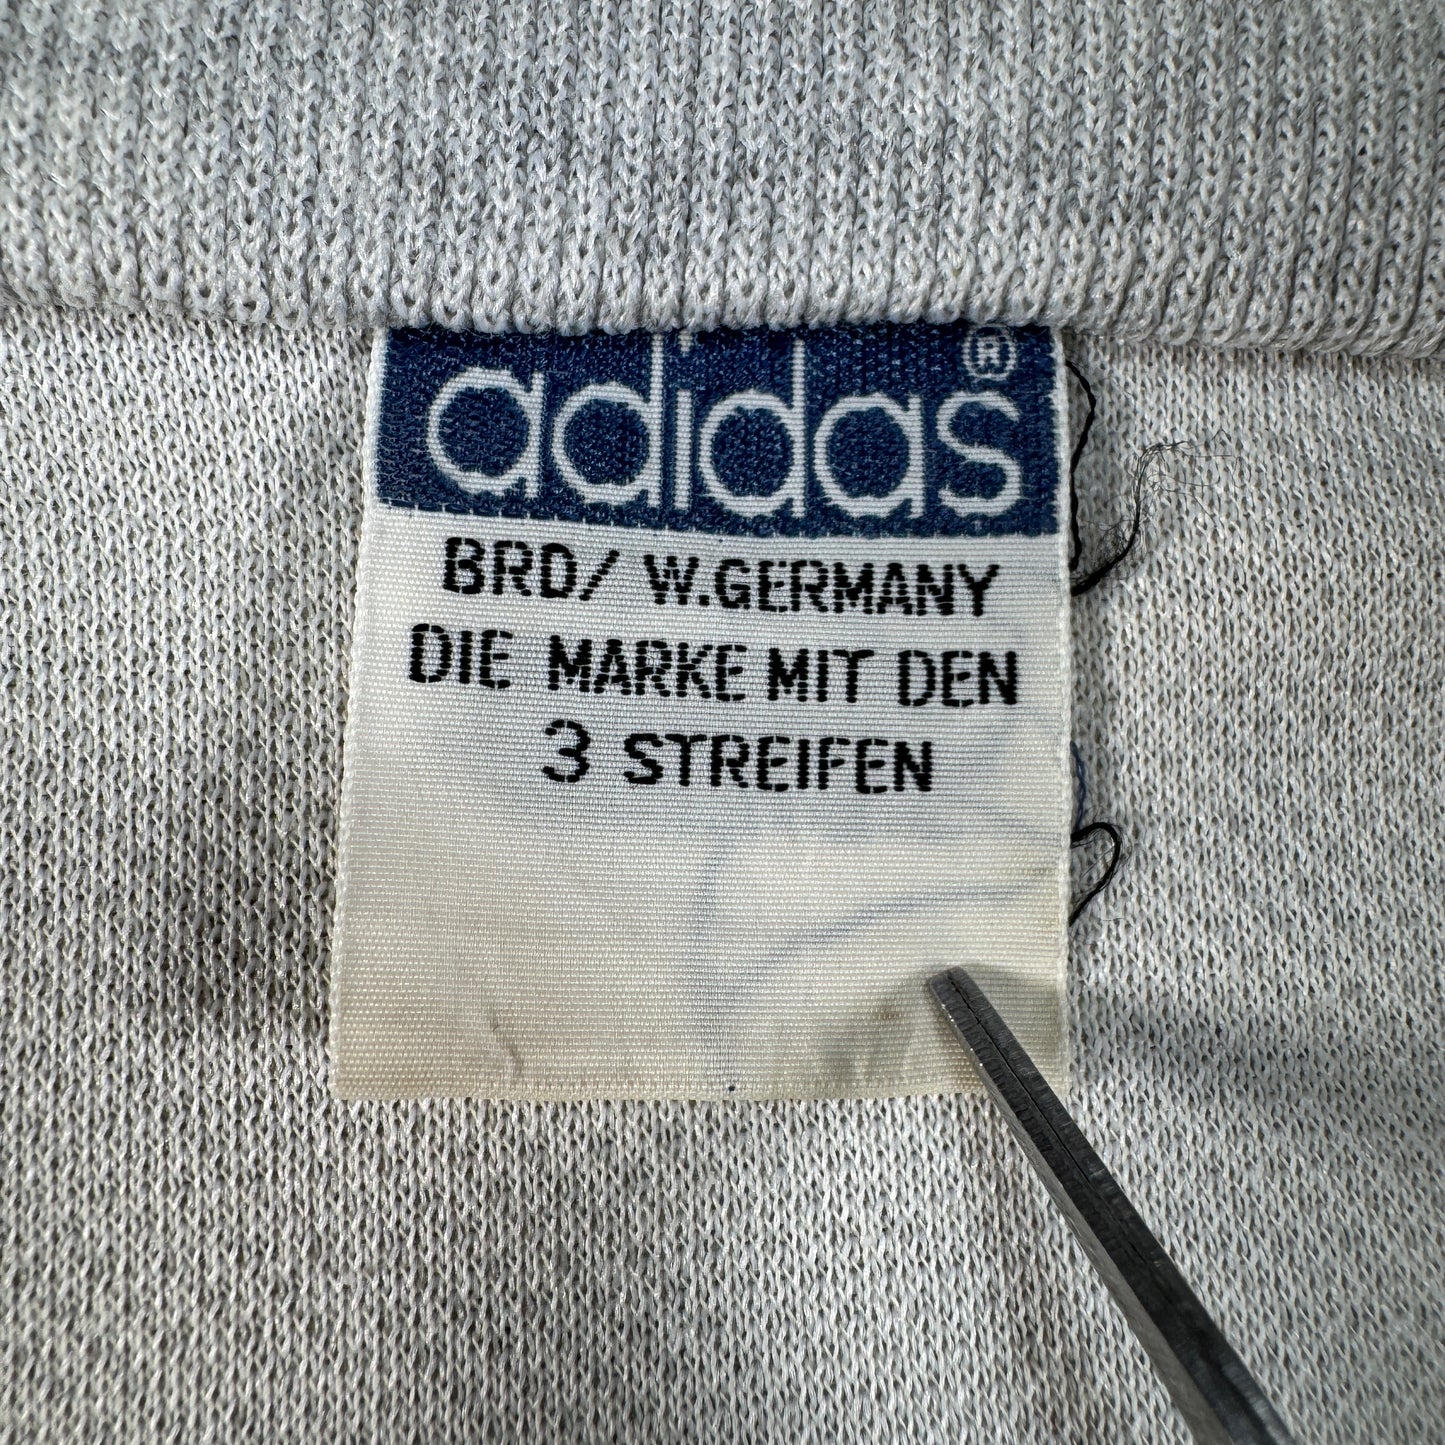 adidas®
BRD/ W.GERMANY
DIE MARKE MIT DEN
3 STREIFEN